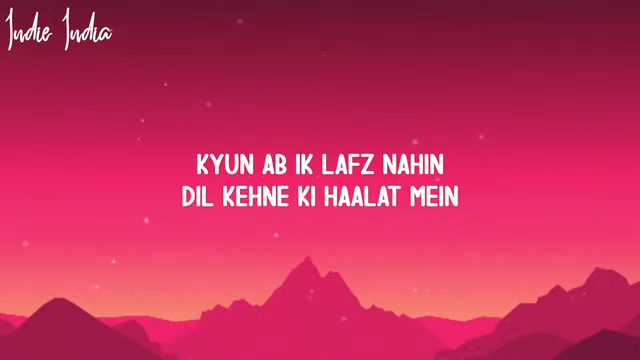 Indie India
KYUN AB IK LAFZ NAHIN
DIL KEHNE KI HAALAT MEIN